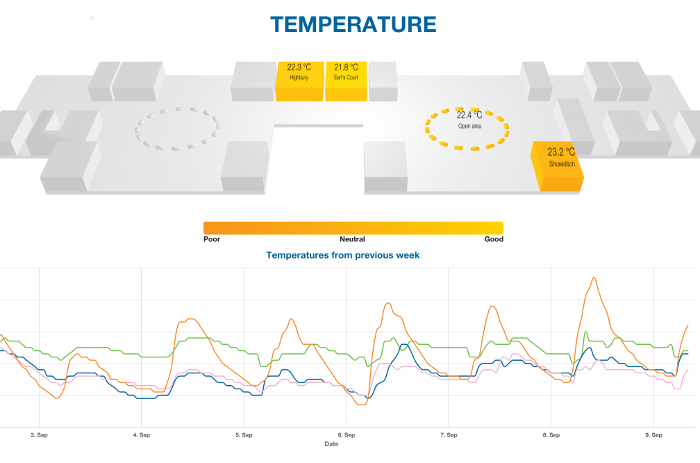 TEMPERATURE
22.3 °C
Highbury
21.8 °C
Earl's Court
22.4 °C
Open area
23.2 °C
Shoreditch
Poor
Neutral
Good
Temperatures from previous week
3. Sep
4. Sep
5. Sep
6. Sep
7. Sep
8. Sep
9. Sep
Date